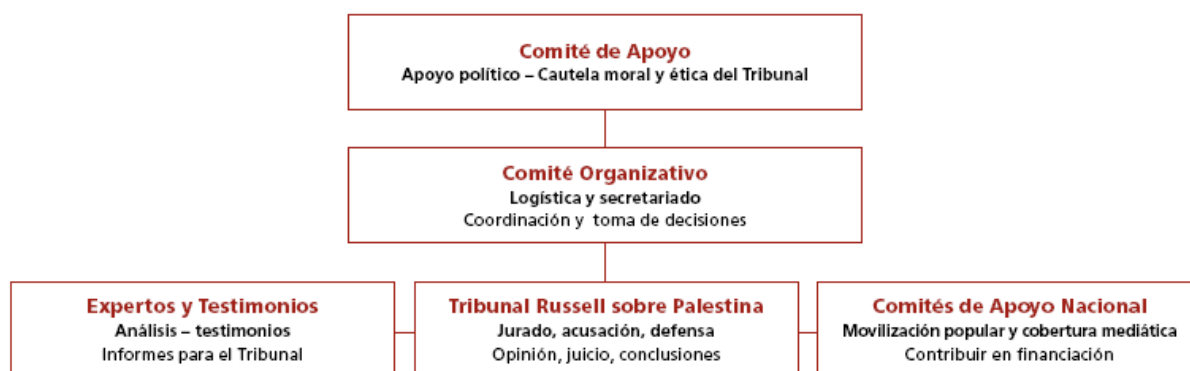 Comité de Apoyo
Apoyo político – Cautela moral y ética del Tribunal
Comité Organizativo
Logística y secretariado
Coordinación y toma de decisiones
Expertos y Testimonios
Análisis – testimonios
Informes para el Tribunal
Tribunal Russell sobre Palestina
Jurado, acusación, defensa
Opinión, juicio, conclusiones
Comités de Apoyo Nacional
Movilización popular y cobertura mediática
Contribuir en financiación